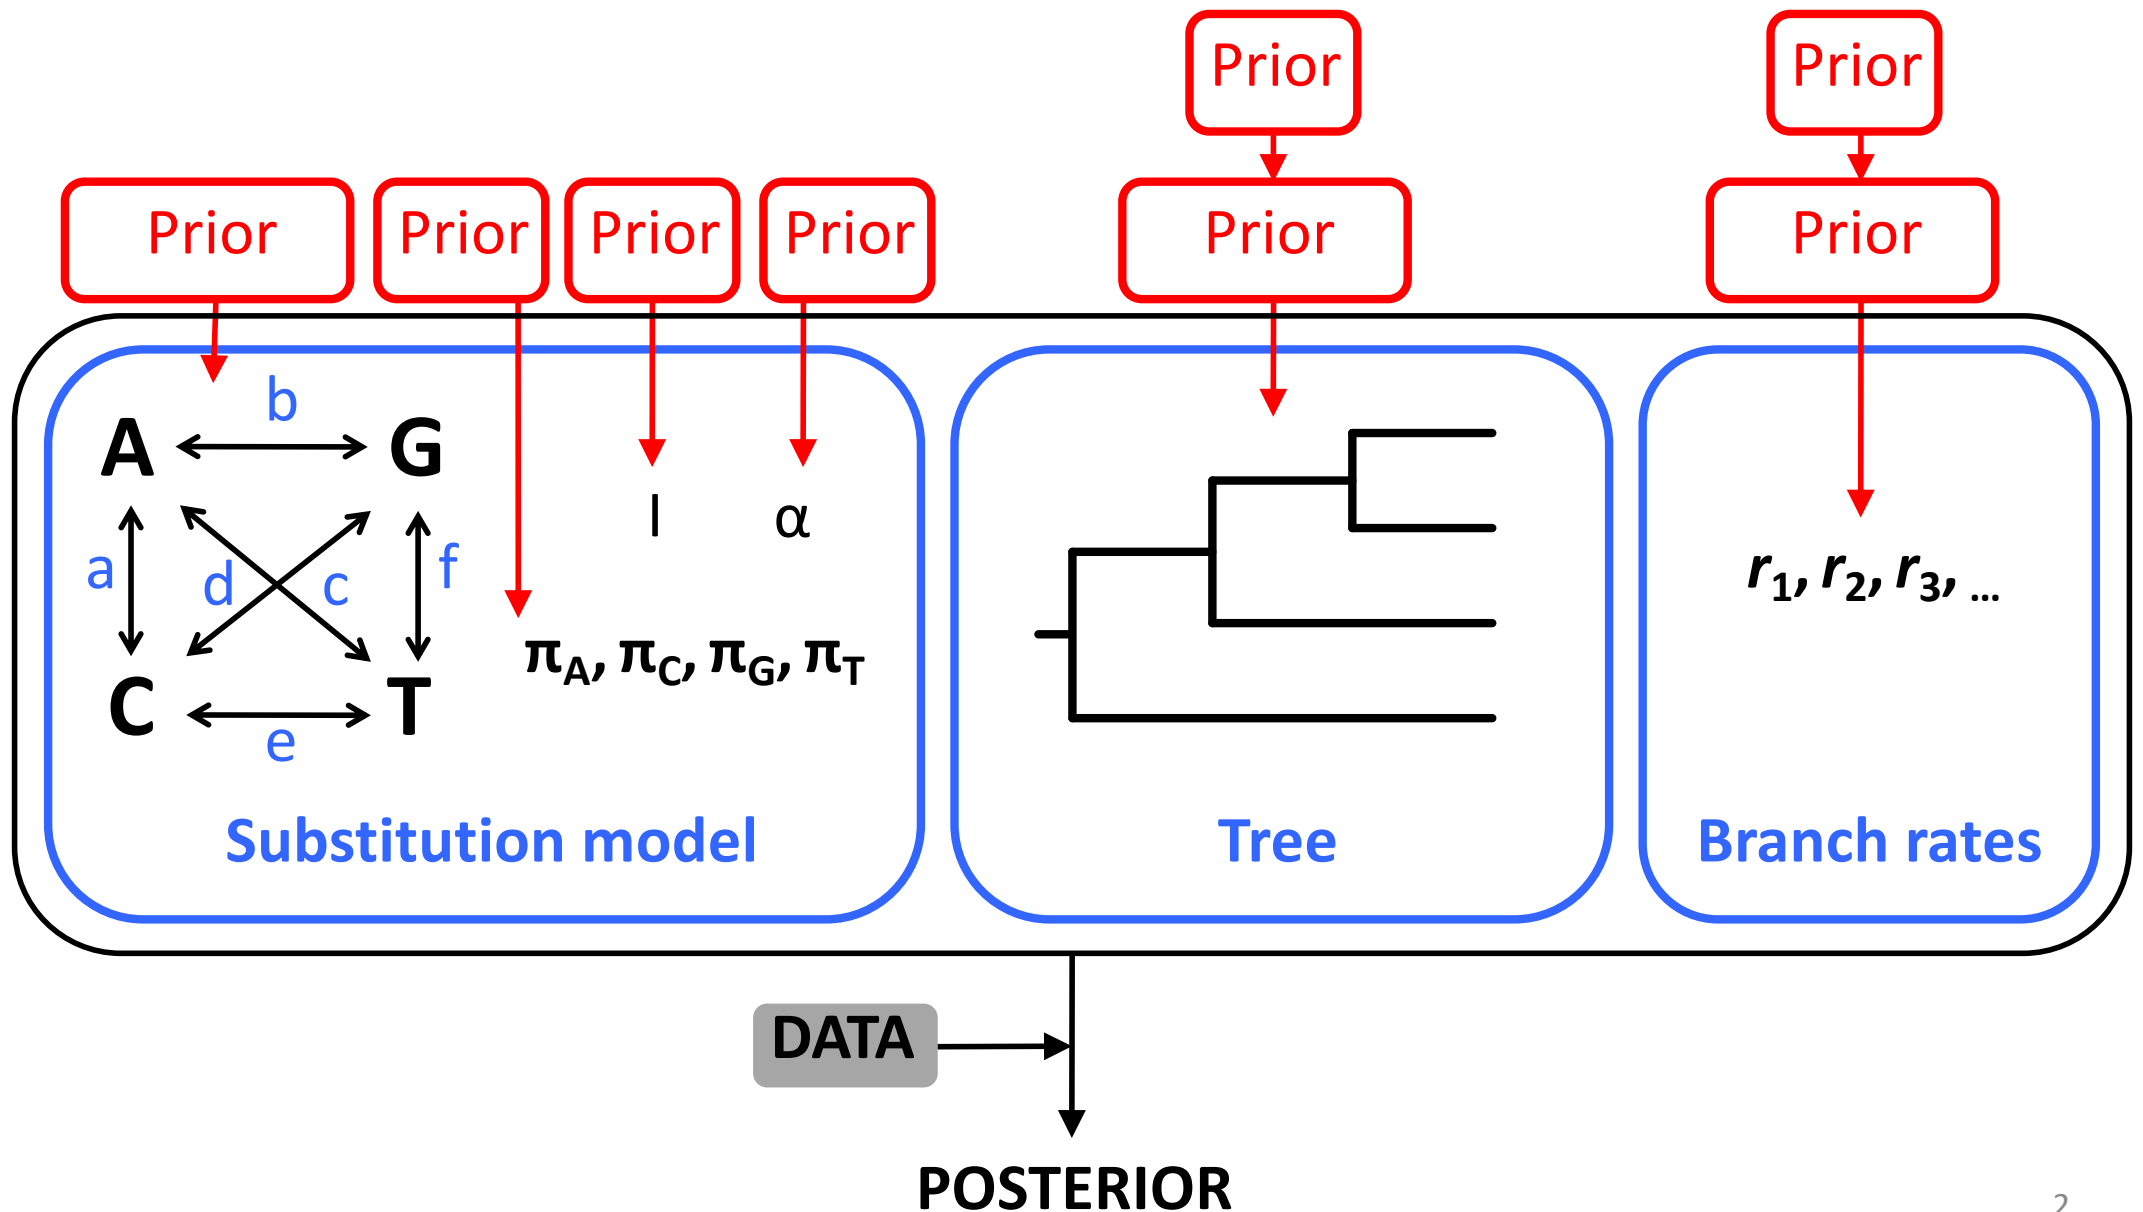 Prior Prior
Prior Prior Prior Prior Prior Prior
b
A G
I α
a d c f
r1, r2, r3, ...
πA, πC, πG, πT
C T
e
Substitution model Tree Branch rates
DATA
POSTERIOR
2